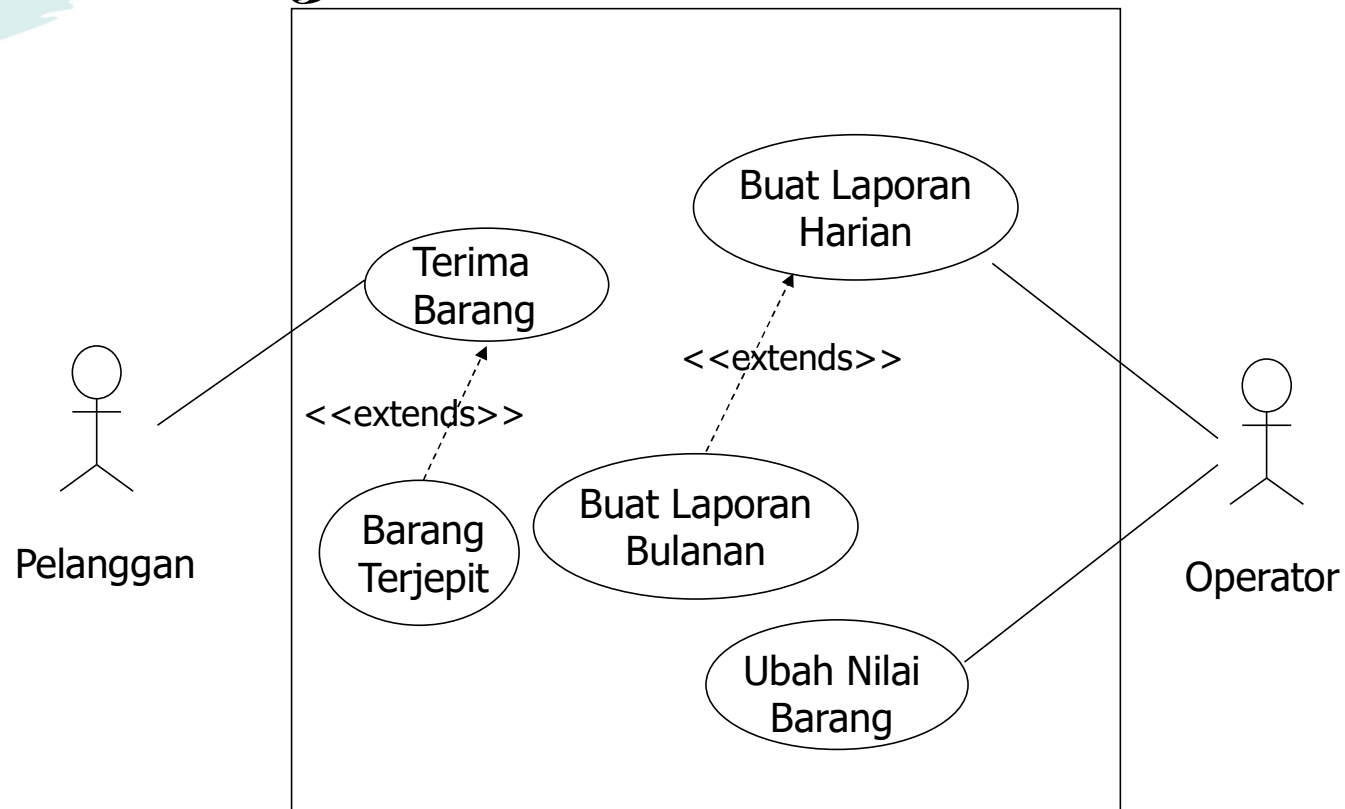 Buat Laporan
Harian
Terima
Barang
<<extends>>
<<extends>>
Buat Laporan
Bulanan
Barang
Terjepit
Pelanggan
Operator
Ubah Nilai
Barang